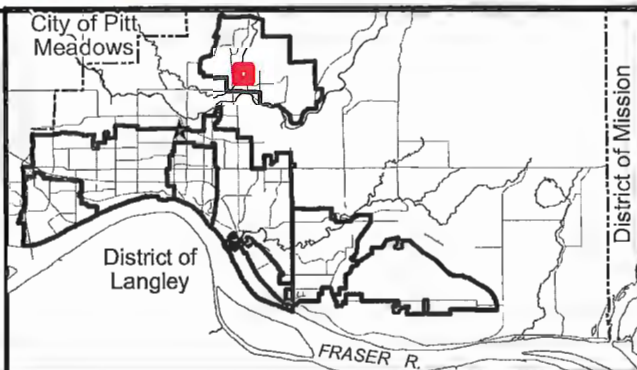 City of Pitt
Meadows
District of Mission
District of
Langley
FRASER R.